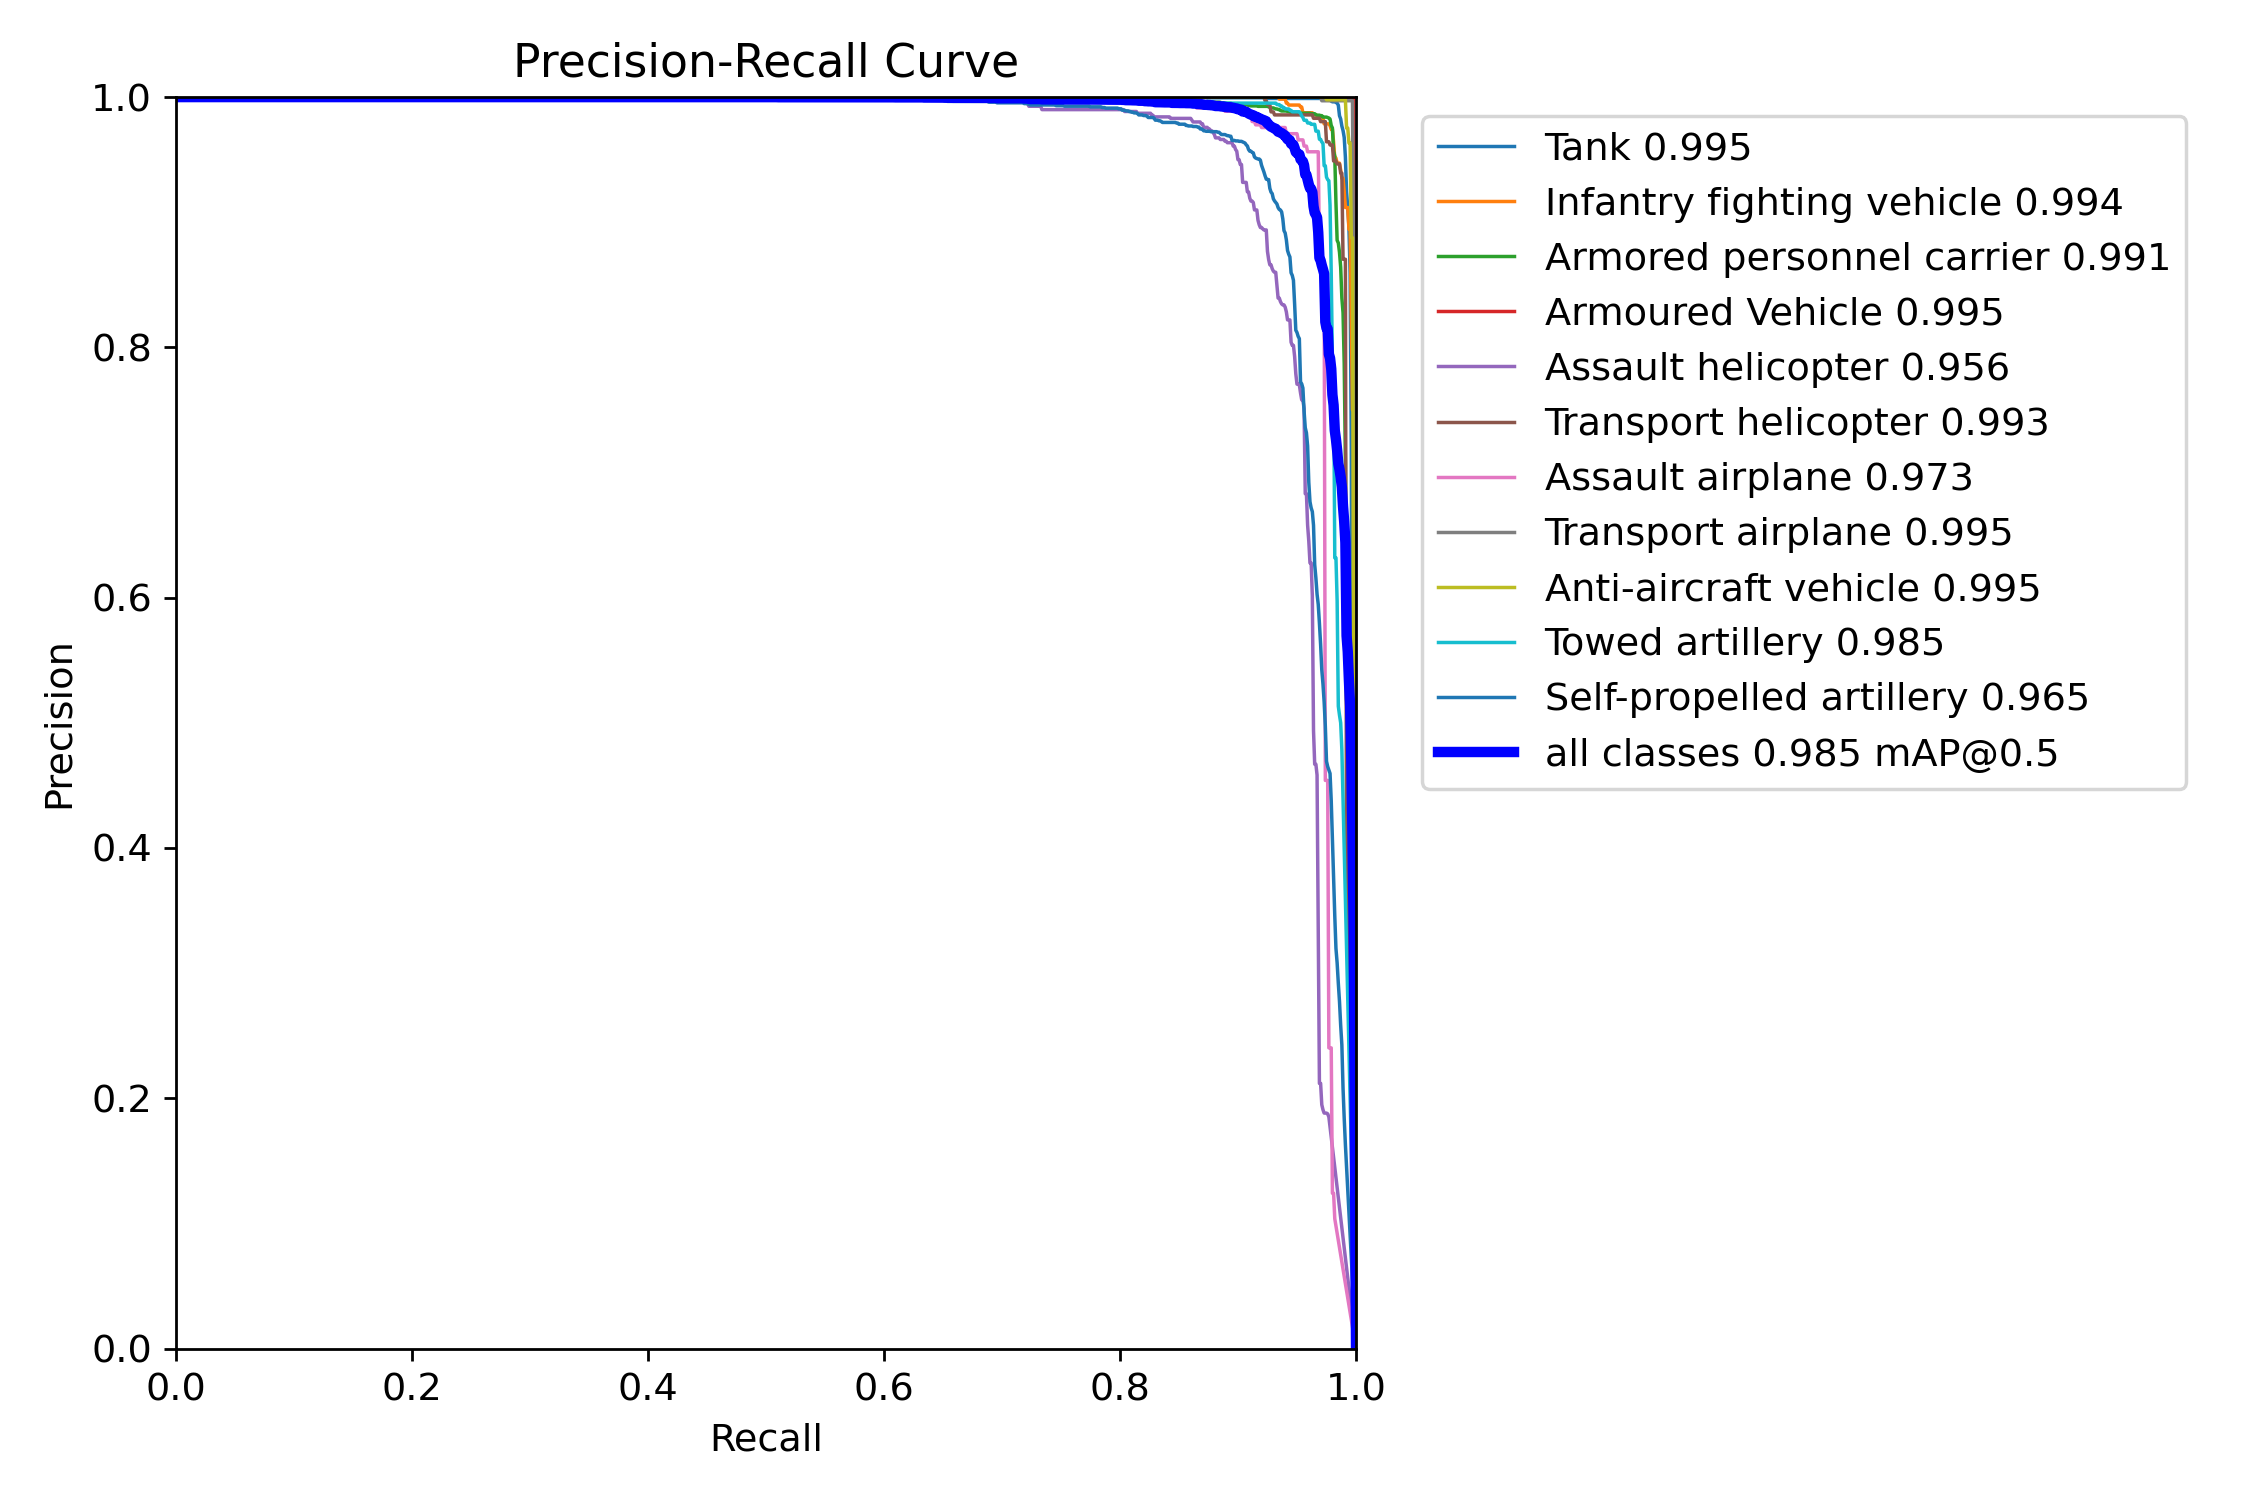 Precision-Recall Curve
1.0
0.8
0.6
0.4
0.2
0.0
Precision
0.0 0.2 0.4 0.6 0.8 1.0
Recall
Tank 0.995
Infantry fighting vehicle 0.994
Armored personnel carrier 0.991
Armoured Vehicle 0.995
Assault helicopter 0.956
Transport helicopter 0.993
Assault airplane 0.973
Transport airplane 0.995
Anti-aircraft vehicle 0.995
Towed artillery 0.985
Self-propelled artillery 0.965
all classes 0.985 mAP@0.5